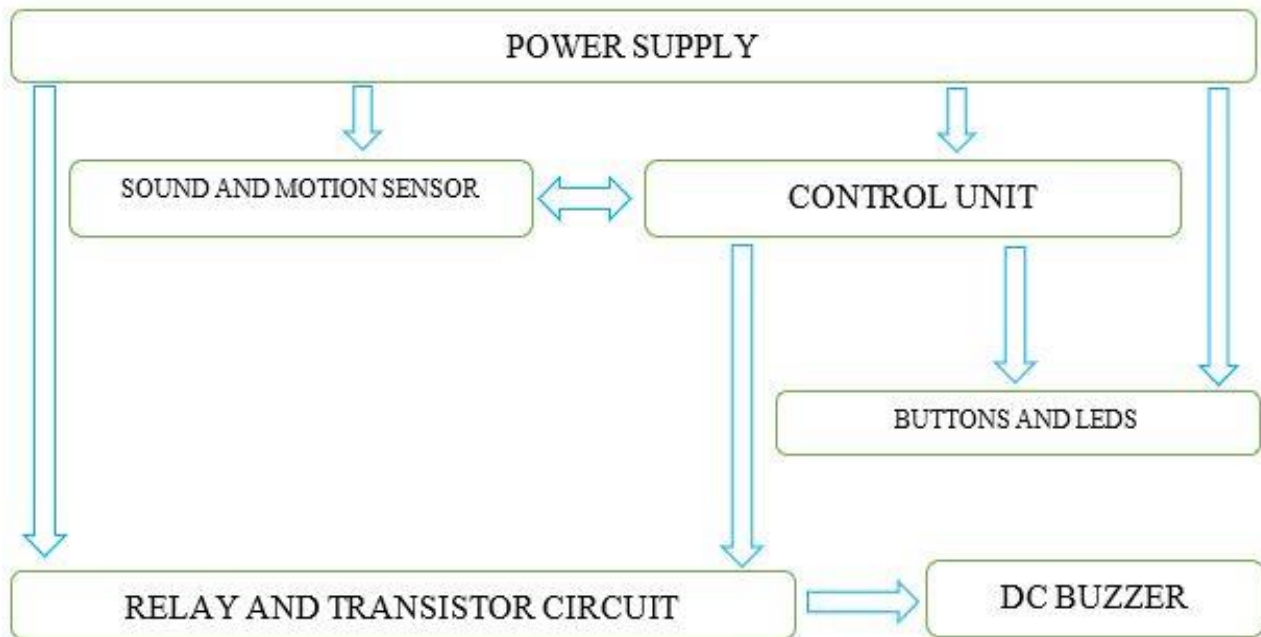 POWER SUPPLY
SOUND AND MOTION SENSOR
CONTROL UNIT
BUTTONS AND LEDS
RELAY AND TRANSISTOR CIRCUIT
DC BUZZER